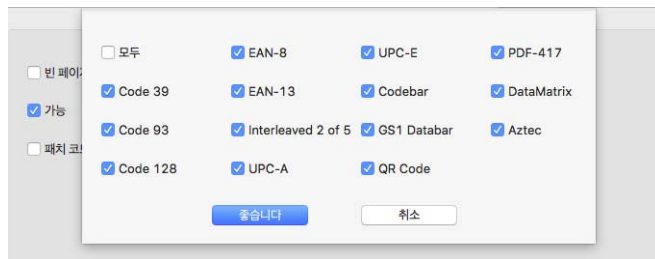 모두 EAN-8 UPC-E PDF-417
빈 페이지
Code 39 EAN-13 Codebar DataMatrix
가능
Code 93 Interleaved 2 of 5 GS1 Databar Aztec
패치 코
Code 128 UPC-A QR Code
좋습니다 취소